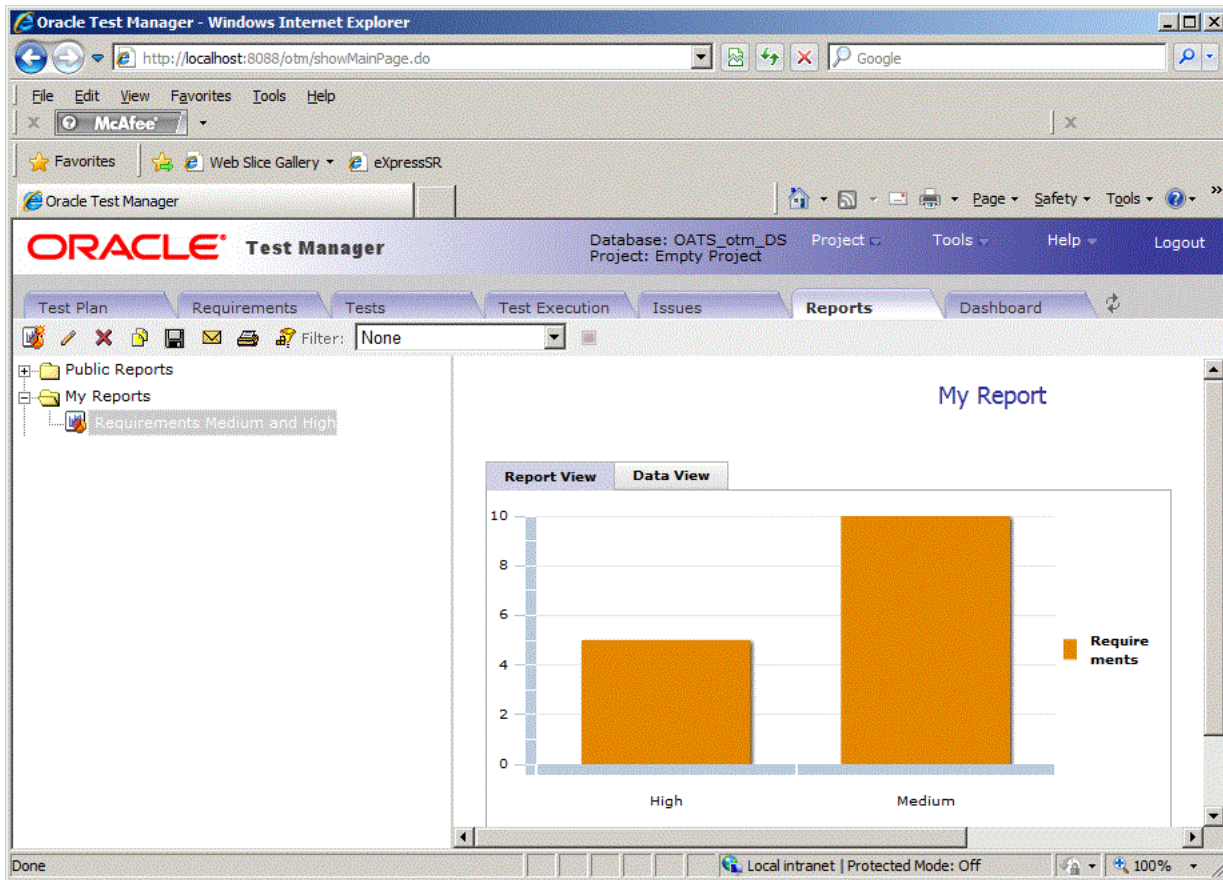 Oracle Test Manager - Windows Internet Explorer
http://localhost:8088/otm/showMainPage.do
Google
File Edit View Favorites Tools Help
McAfee
Favorites Web Slice Gallery eXpressSR
Oracle Test Manager
Page Safety Tools
ORACLE Test Manager
Database: OATS_otm_DS
Project: Empty Project
Project Tools Help Logout
Test Plan Requirements Tests Test Execution Issues Reports Dashboard
Filter: None
Public Reports
My Reports
Requirements Medium and High
My Report
Report View Data View
10
8
6
4
2
0
High Medium
Require
ments
Done
Local intranet | Protected Mode: Off
100%